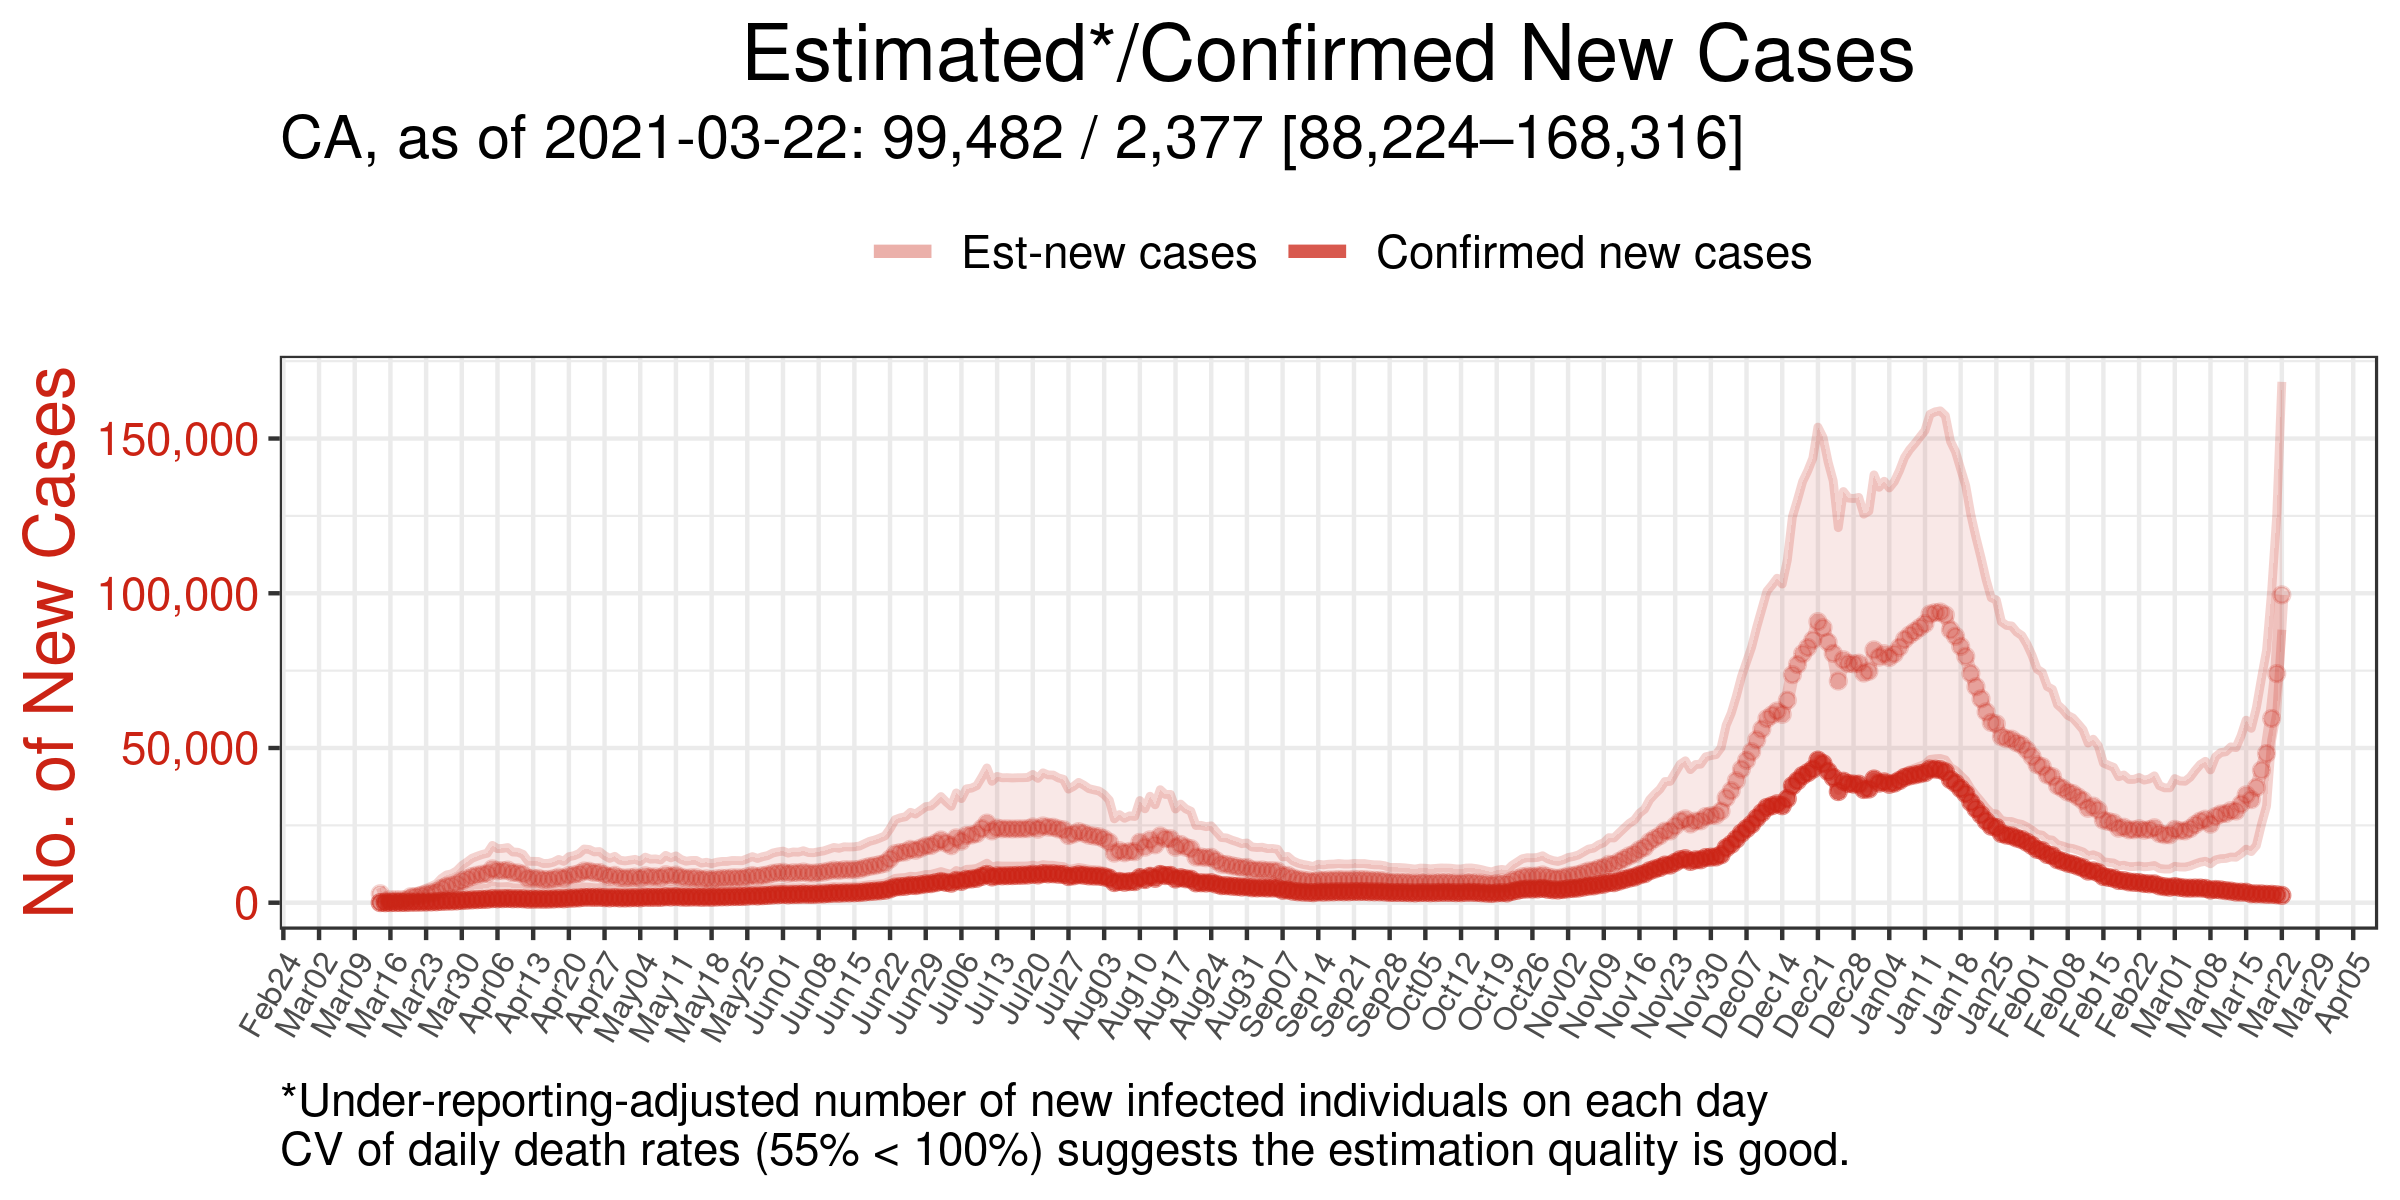 Estimated*/Confirmed New Cases
CA, as of 2021-03-22: 99,482 / 2,377 [88,224–168,316]
Est-new cases Confirmed new cases
No. of New Cases
150,000
100,000
50,000
0
Feb24 Mar02 Mar09 Mar16 Mar23 Mar30 Apr06 Apr13 Apr20 Apr27 May04 May11 May18 May25 Jun01 Jun08 Jun15 Jun22 Jun29 Jul06 Jul13 Jul20 Jul27 Aug03 Aug10 Aug17 Aug24 Aug31 Sep07 Sep14 Sep21 Sep28 Oct05 Oct12 Oct19 Oct26 Nov02 Nov09 Nov16 Nov23 Nov30 Dec07 Dec14 Dec21 Dec28 Jan04 Jan11 Jan18 Jan25 Feb01 Feb08 Feb15 Feb22 Mar01 Mar08 Mar15 Mar22 Mar29 Apr05
*Under-reporting-adjusted number of new infected individuals on each day
CV of daily death rates (55% < 100%) suggests the estimation quality is good.